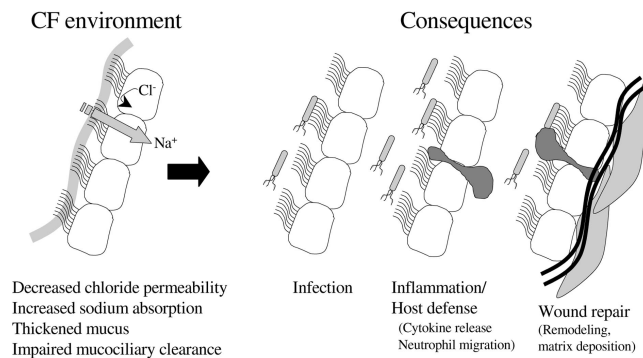 CF environment
Consequences
Cl-
Na+
Decreased chloride permeability
Increased sodium absorption
Thickened mucus
Impaired mucociliary clearance
Infection
Inflammation/
Host defense
(Cytokine release
Neutrophil migration)
Wound repair
(Remodeling,
matrix deposition)